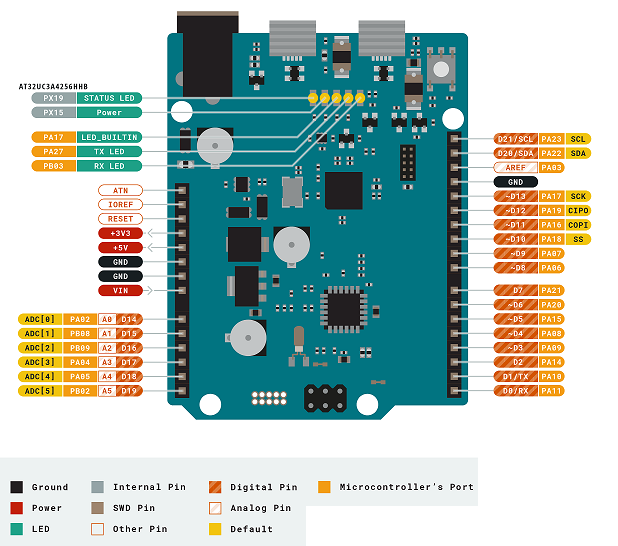 AT32UC3A4256HHB
PX19 STATUS LED
PX15 Power
PA17 LED_BUILTIN
PA27 TX LED
PB03 RX LED
ATN
IOREF
RESET
+3V3
+5V
GND
GND
VIN
ADC[0] PA02 A0 D14
ADC[1] PB08 A1 D15
ADC[2] PB09 A2 D16
ADC[3] PA04 A3 D17
ADC[4] PA05 A4 D18
ADC[5] PB02 A5 D19
D21/SCL PA23 SCL
D20/SDA PA22 SDA
AREF PA03
GND
~D13 PA17 SCK
~D12 PA19 CIPO
~D11 PA16 COPI
~D10 PA18 SS
~D9 PA07
~D8 PA06
D7 PA21
~D6 PA20
~D5 PA15
~D4 PA08
~D3 PA09
D2 PA14
D1/TX PA10
D0/RX PA11
Ground Internal Pin Digital Pin Microcontroller's Port
Power SWD Pin Analog Pin
LED Other Pin Default